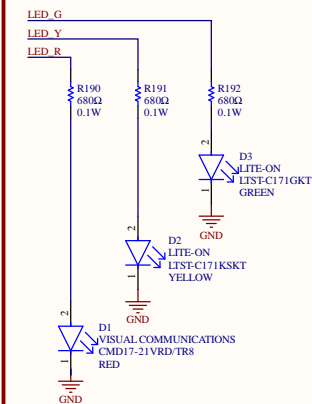 LED_G
LED_Y
LED_R
R190
680Ω
0.1W
R191
680Ω
0.1W
R192
680Ω
0.1W
2
D3
LITE-ON
LTST-C171GKT
GREEN
1
GND
2
D2
LITE-ON
LTST-C171KSKT
YELLOW
1
GND
2
D1
VISUAL COMMUNICATIONS
CMD17-21VRD/TR8
RED
1
GND